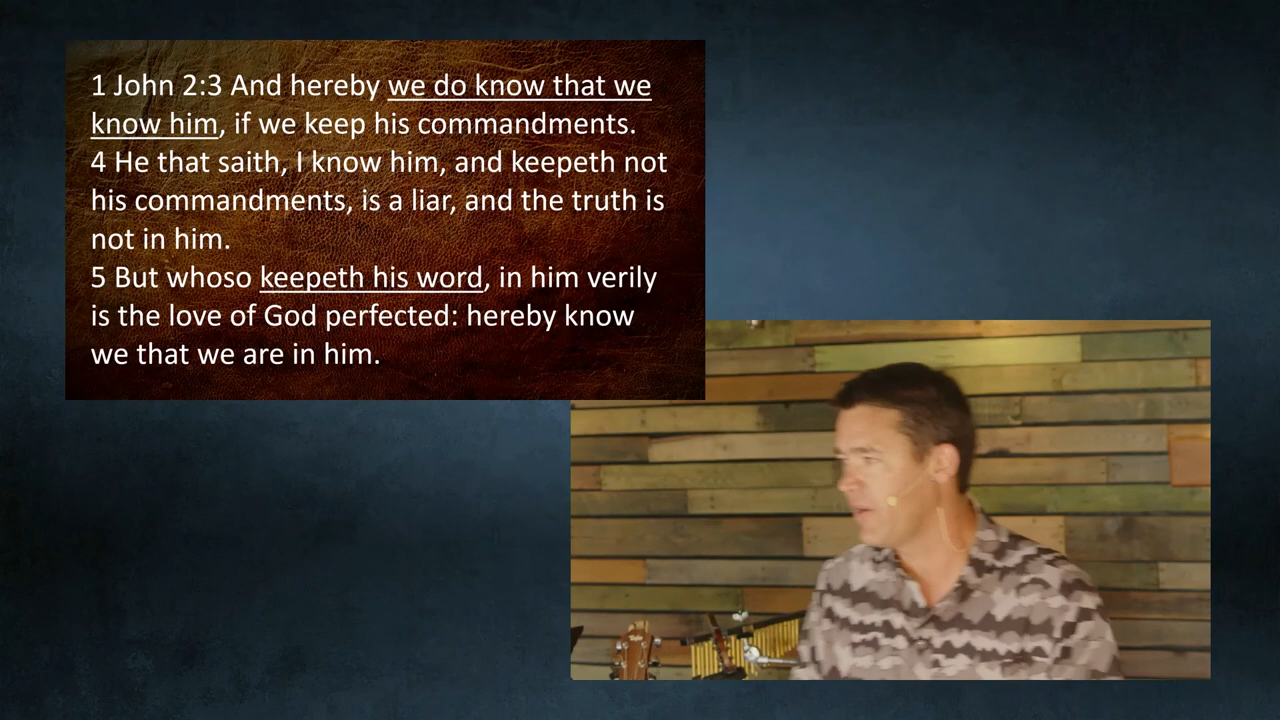 1 John 2:3 And hereby we do know that we
know him, if we keep his commandments.
4 He that saith, I know him, and keepeth not
his commandments, is a liar, and the truth is
not in him.
5 But whoso keepeth his word, in him verily
is the love of God perfected: hereby know
we that we are in him.